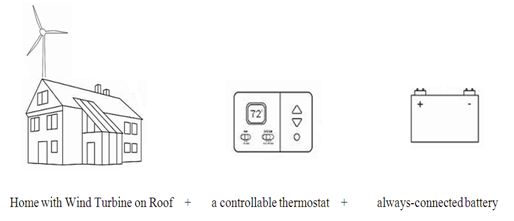 72°
+ -
Home with Wind Turbine on Roof + a controllable thermostat + always-connected battery